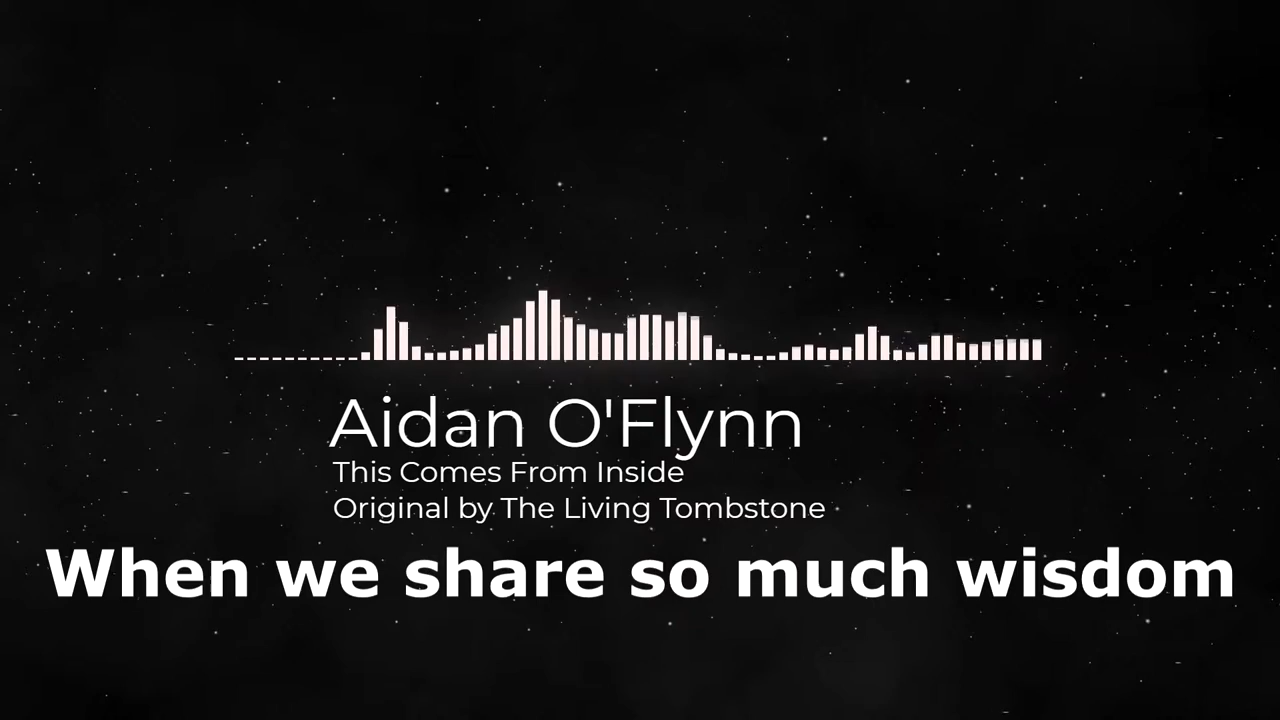 Aidan O'Flynn
This Comes From Inside
Original by The Living Tombstone
When we share so much wisdom